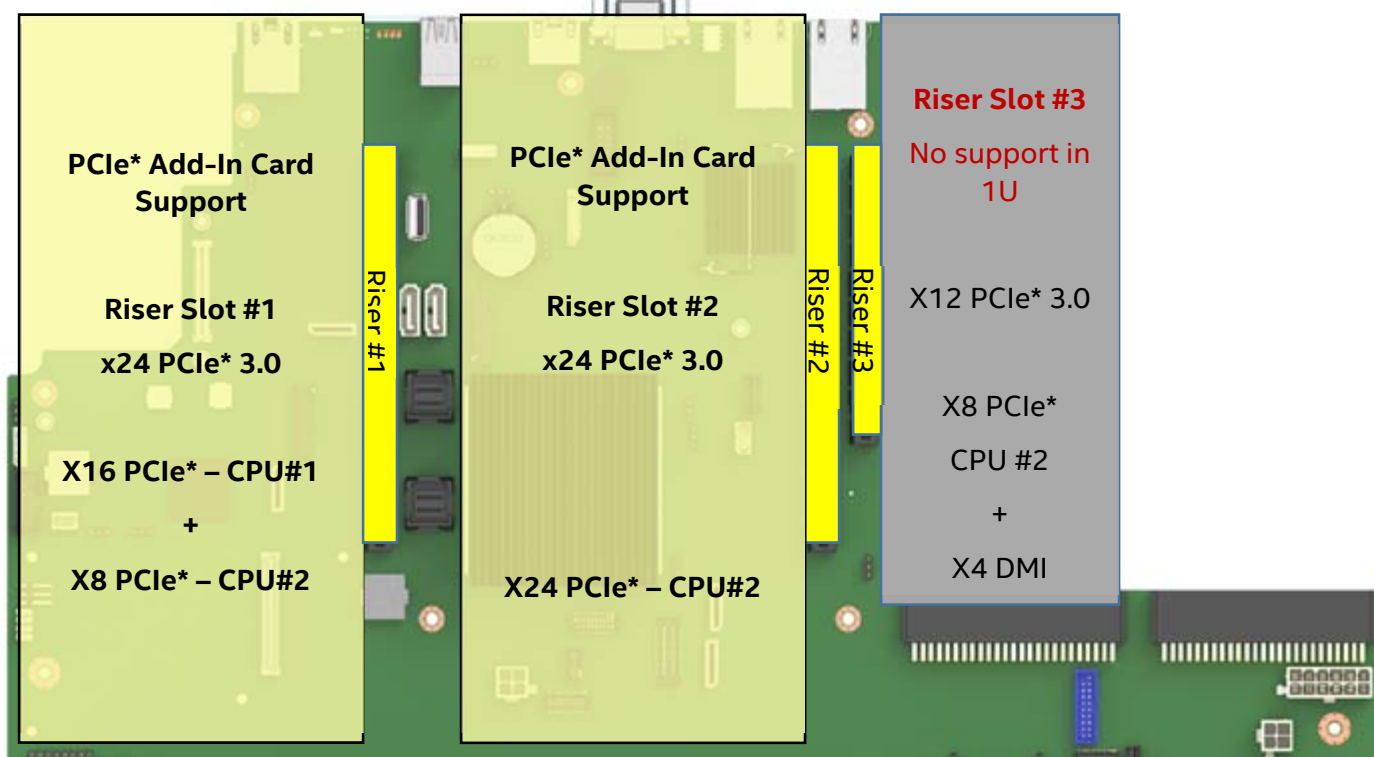 PCIe* Add-In Card
Support
Riser Slot #1
x24 PCIe* 3.0
X16 PCIe* – CPU#1
+
X8 PCIe* – CPU#2
Riser #1
PCIe* Add-In Card
Support
Riser Slot #2
x24 PCIe* 3.0
X24 PCIe* – CPU#2
Riser #2
Riser #3
Riser Slot #3
No support in
1U
X12 PCIe* 3.0
X8 PCIe*
CPU #2
+
X4 DMI